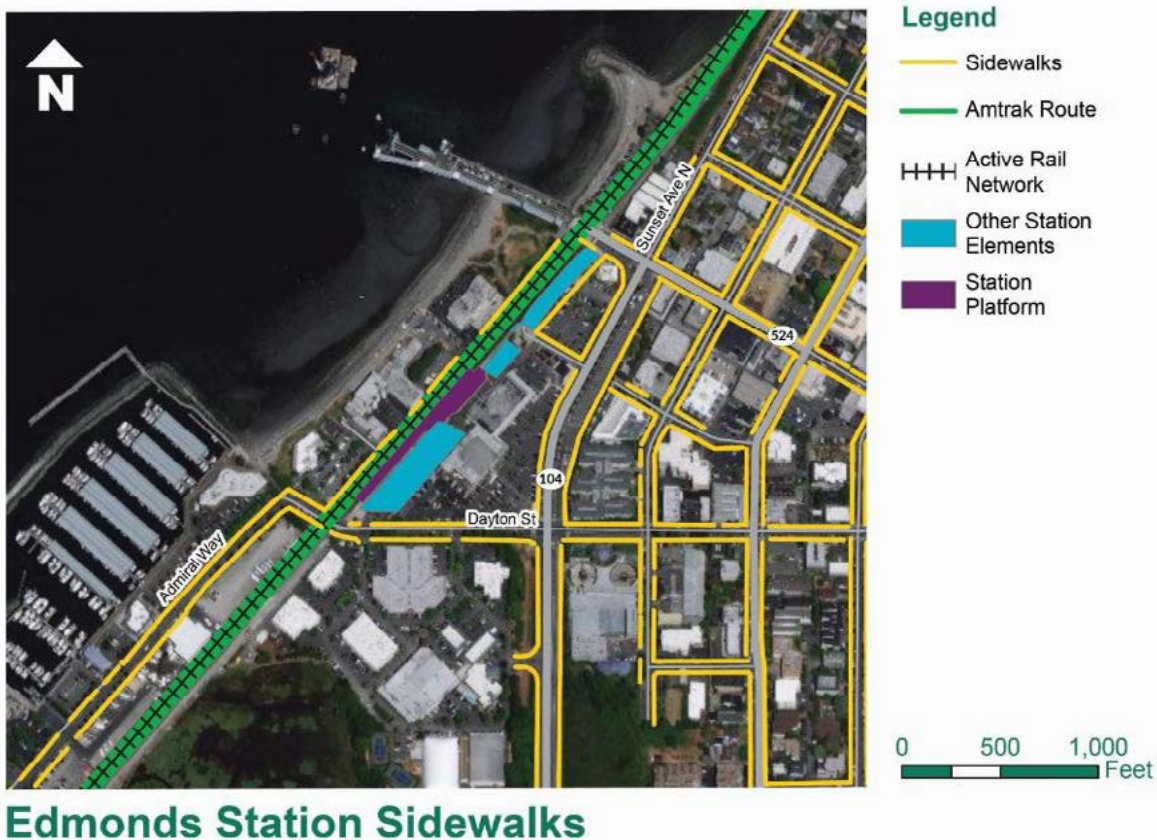 N
Sunset Ave N
524
104
Dayton St
Admiral Way
Legend
Sidewalks
Amtrak Route
Active Rail
Network
Other Station
Elements
Station
Platform
0 500 1,000
Feet
Edmonds Station Sidewalks